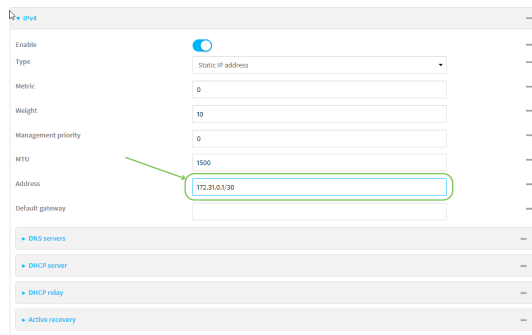 IPv4
Enable
Type Static IP address
Metric 0
Weight 10
Management priority 0
MTU 1500
Address 172.31.0.1/30
Default gateway
DNS servers
DHCP server
DHCP relay
Active recovery